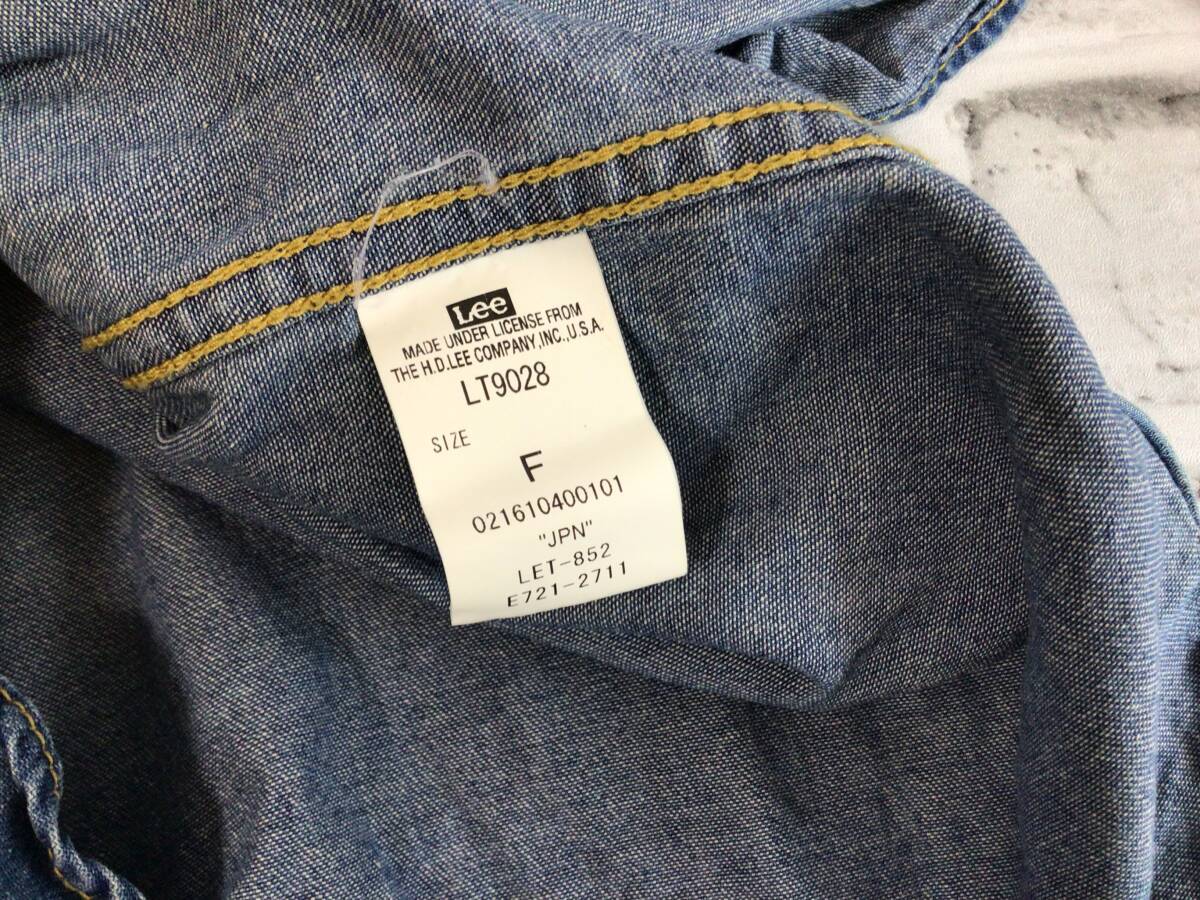 Lee
MADE UNDER LICENSE FROM
THE H.D.LEE COMPANY,INC.,U.S.A.
LT9028
SIZE
F
021610400101
"JPN"
LET-852
E721-2711